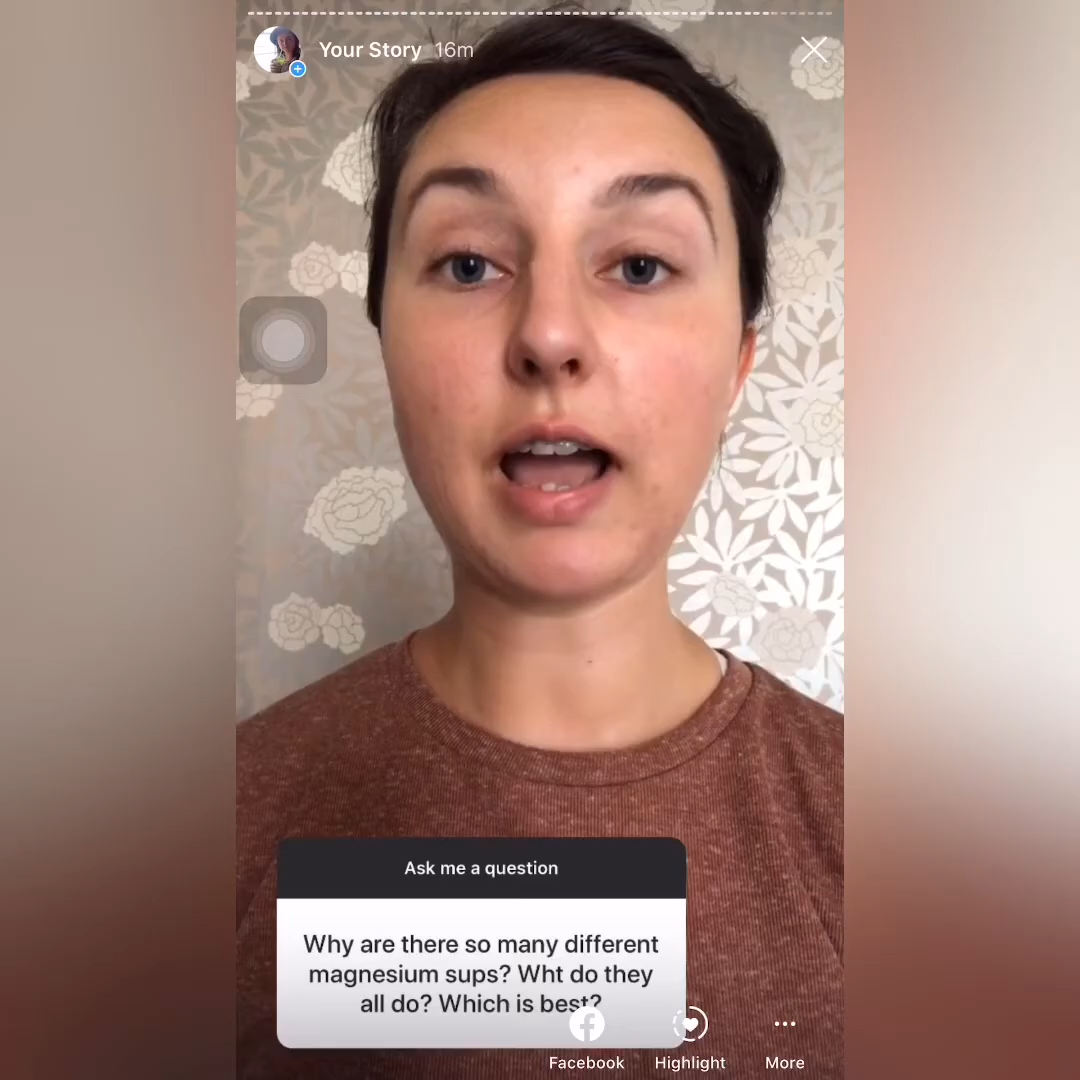 Your Story 16m
Ask me a question
Why are there so many different
magnesium sups? Wht do they
all do? Which is best?
Facebook Highlight More